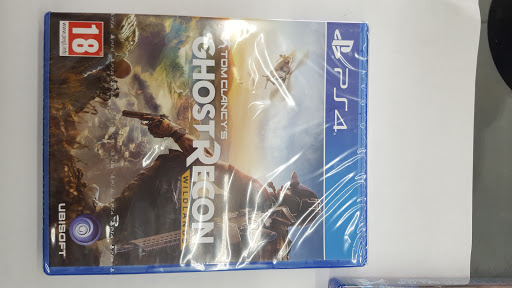 PS4
TOM CLANCY'S
GHOST RECON
WILDLANDS
18
www.pegi.info
UBISOFT